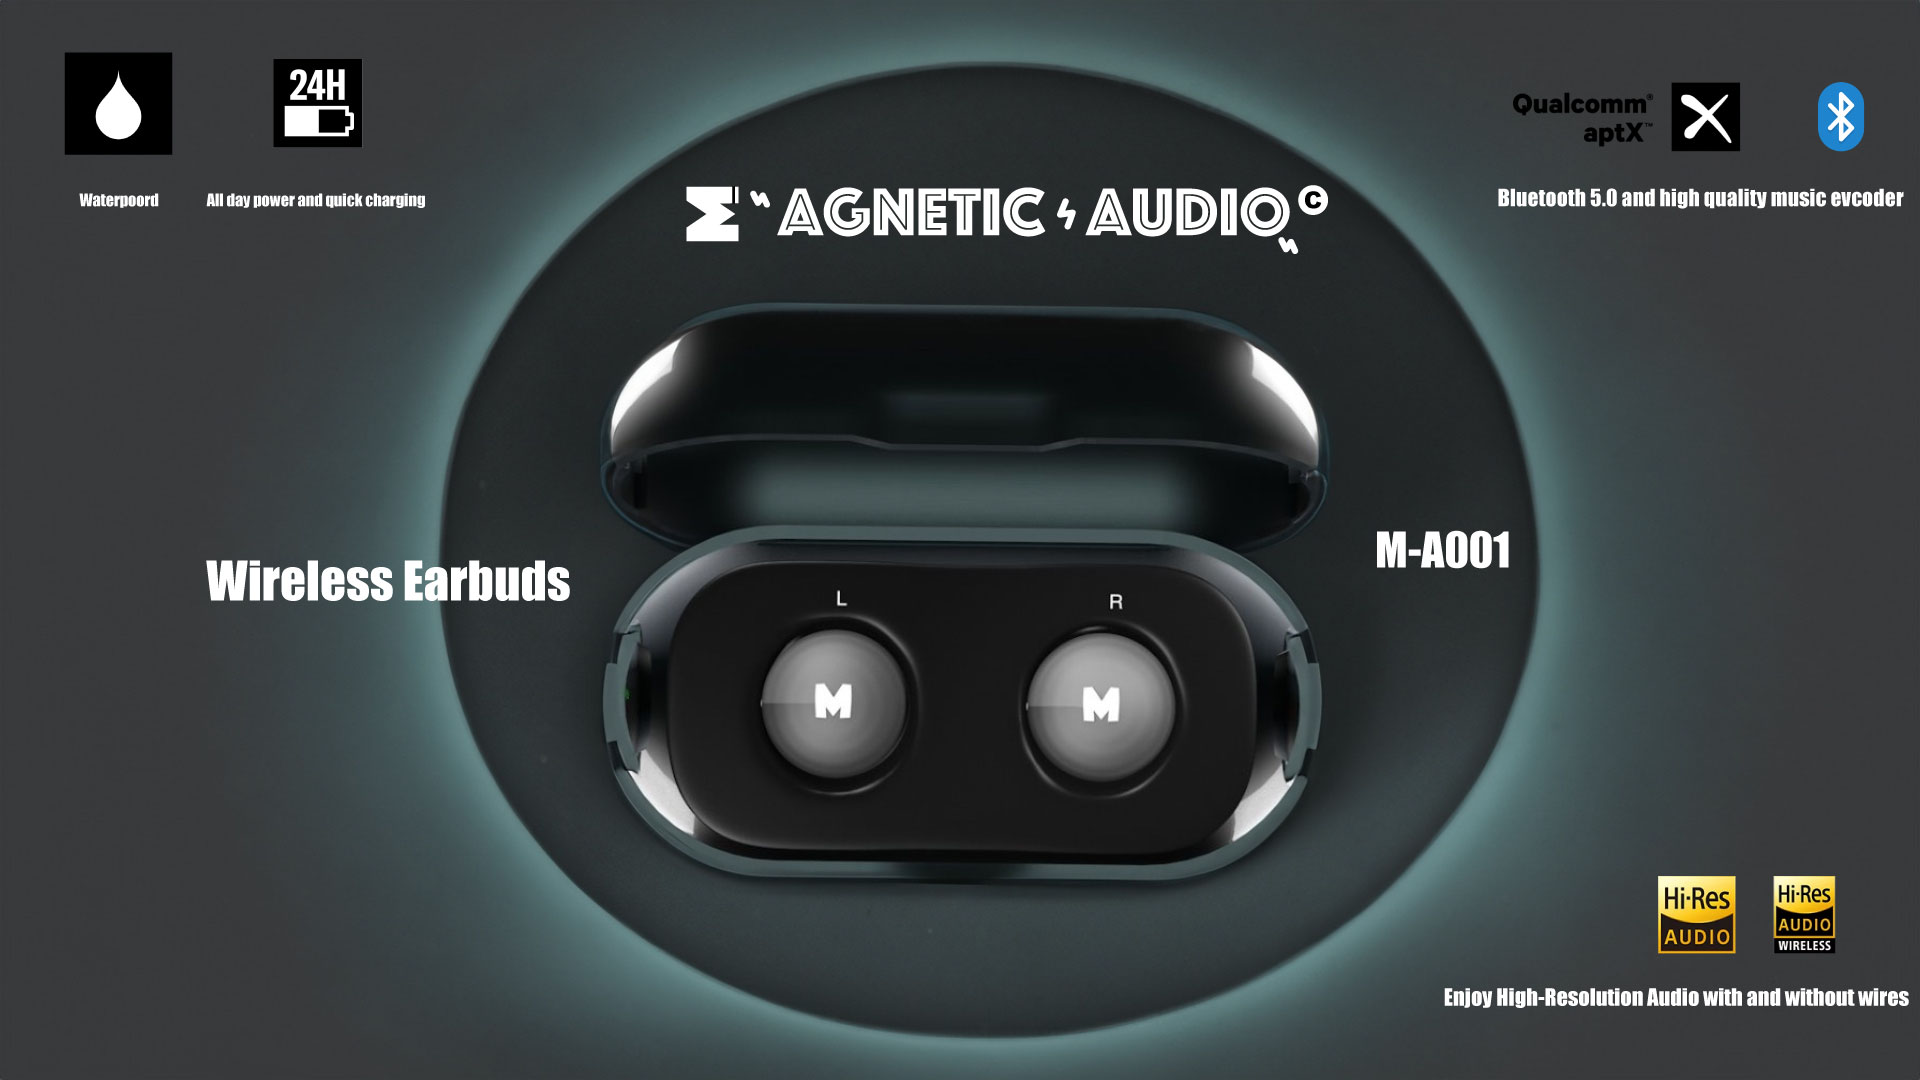 24H
Waterpoord
All day power and quick charging
Qualcomm®
aptX™
Bluetooth 5.0 and high quality music evcoder
M AGNETIC AUDIO ©
Wireless Earbuds
M-A001
L
R
M
M
Hi-Res
AUDIO
Hi-Res
AUDIO
WIRELESS
Enjoy High-Resolution Audio with and without wires